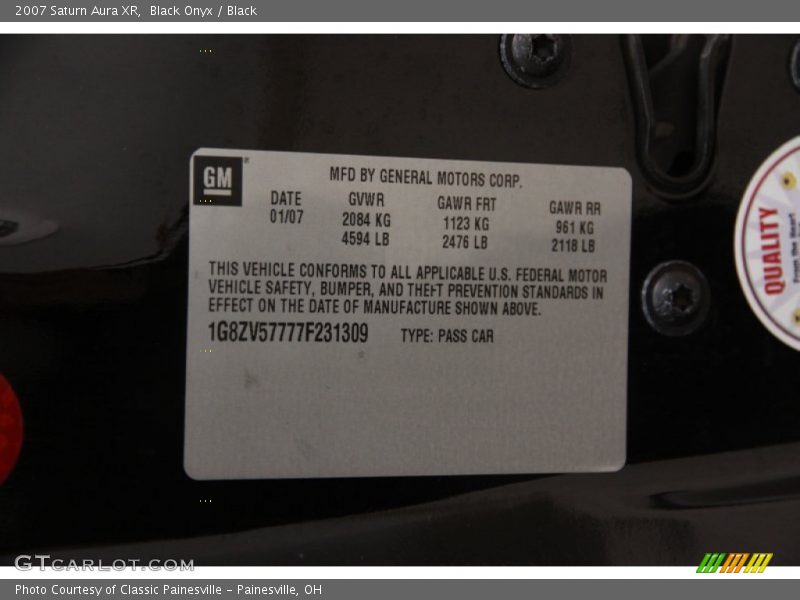 2007 Saturn Aura XR, Black Onyx / Black
GM
MFD BY GENERAL MOTORS CORP.
DATE GVWR GAWR FRT GAWR RR
01/07 2084 KG 1123 KG 961 KG
4594 LB 2476 LB 2118 LB
THIS VEHICLE CONFORMS TO ALL APPLICABLE U.S. FEDERAL MOTOR
VEHICLE SAFETY, BUMPER, AND THEFT PREVENTION STANDARDS IN
EFFECT ON THE DATE OF MANUFACTURE SHOWN ABOVE.
1G8ZV57777F231309 TYPE: PASS CAR
QUALITY
From the Heart
GTCARLOT.COM
Photo Courtesy of Classic Painesville - Painesville, OH